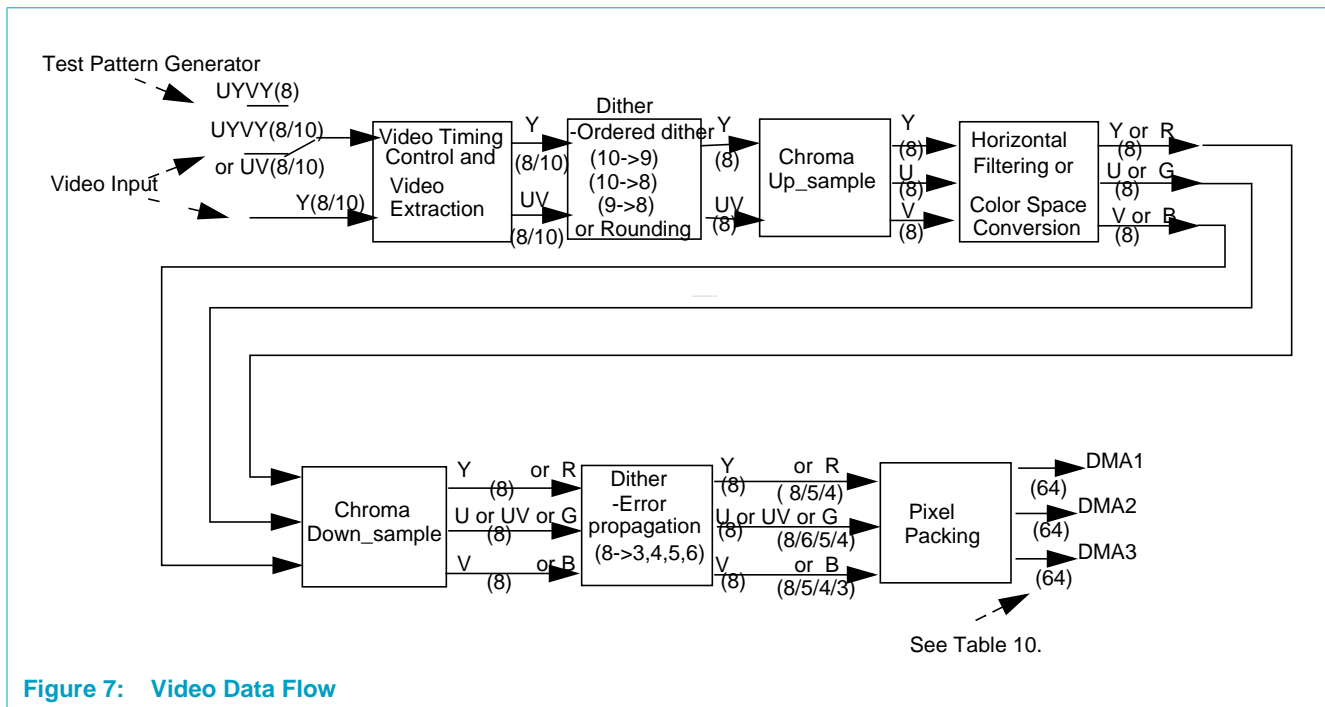 Test Pattern Generator
UYVY(8)
UYVY(8/10)
or UV(8/10)
Video Input
Y(8/10)
Video Timing
Control and
Video
Extraction
Y
(8/10)
UV
(8/10)
Dither
-Ordered dither
(10->9)
(10->8)
(9->8)
or Rounding
Y
(8)
UV
(8)
Chroma
Up_sample
Y
(8)
U
(8)
V
(8)
Horizontal
Filtering or
Color Space
Conversion
Y or R
(8)
U or G
(8)
V or B
(8)
Chroma
Down_sample
Y or R
(8)
U or UV or G
(8)
V or B
(8)
Dither
-Error
propagation
(8->3,4,5,6)
Y or R
(8) ( 8/5/4)
U or UV or G
(8) (8/6/5/4)
V or B
(8) (8/5/4/3)
Pixel
Packing
DMA1
(64)
DMA2
(64)
DMA3
(64)
See Table 10.
Figure 7: Video Data Flow